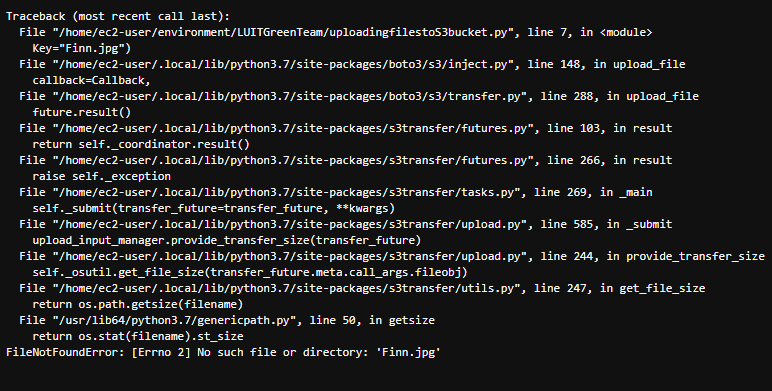 Traceback (most recent call last):
  File "/home/ec2-user/environment/LUITGreenTeam/uploadingfilestoS3bucket.py", line 7, in <module>
    Key="Finn.jpg")
  File "/home/ec2-user/.local/lib/python3.7/site-packages/boto3/s3/inject.py", line 148, in upload_file
    callback=Callback,
  File "/home/ec2-user/.local/lib/python3.7/site-packages/boto3/s3/transfer.py", line 288, in upload_file
    future.result()
  File "/home/ec2-user/.local/lib/python3.7/site-packages/s3transfer/futures.py", line 103, in result
    return self._coordinator.result()
  File "/home/ec2-user/.local/lib/python3.7/site-packages/s3transfer/futures.py", line 266, in result
    raise self._exception
  File "/home/ec2-user/.local/lib/python3.7/site-packages/s3transfer/tasks.py", line 269, in _main
    self._submit(transfer_future=transfer_future, **kwargs)
  File "/home/ec2-user/.local/lib/python3.7/site-packages/s3transfer/upload.py", line 585, in _submit
    upload_input_manager.provide_transfer_size(transfer_future)
  File "/home/ec2-user/.local/lib/python3.7/site-packages/s3transfer/upload.py", line 244, in provide_transfer_size
    self._osutil.get_file_size(transfer_future.meta.call_args.fileobj)
  File "/home/ec2-user/.local/lib/python3.7/site-packages/s3transfer/utils.py", line 247, in get_file_size
    return os.path.getsize(filename)
  File "/usr/lib64/python3.7/genericpath.py", line 50, in getsize
    return os.stat(filename).st_size
FileNotFoundError: [Errno 2] No such file or directory: 'Finn.jpg'